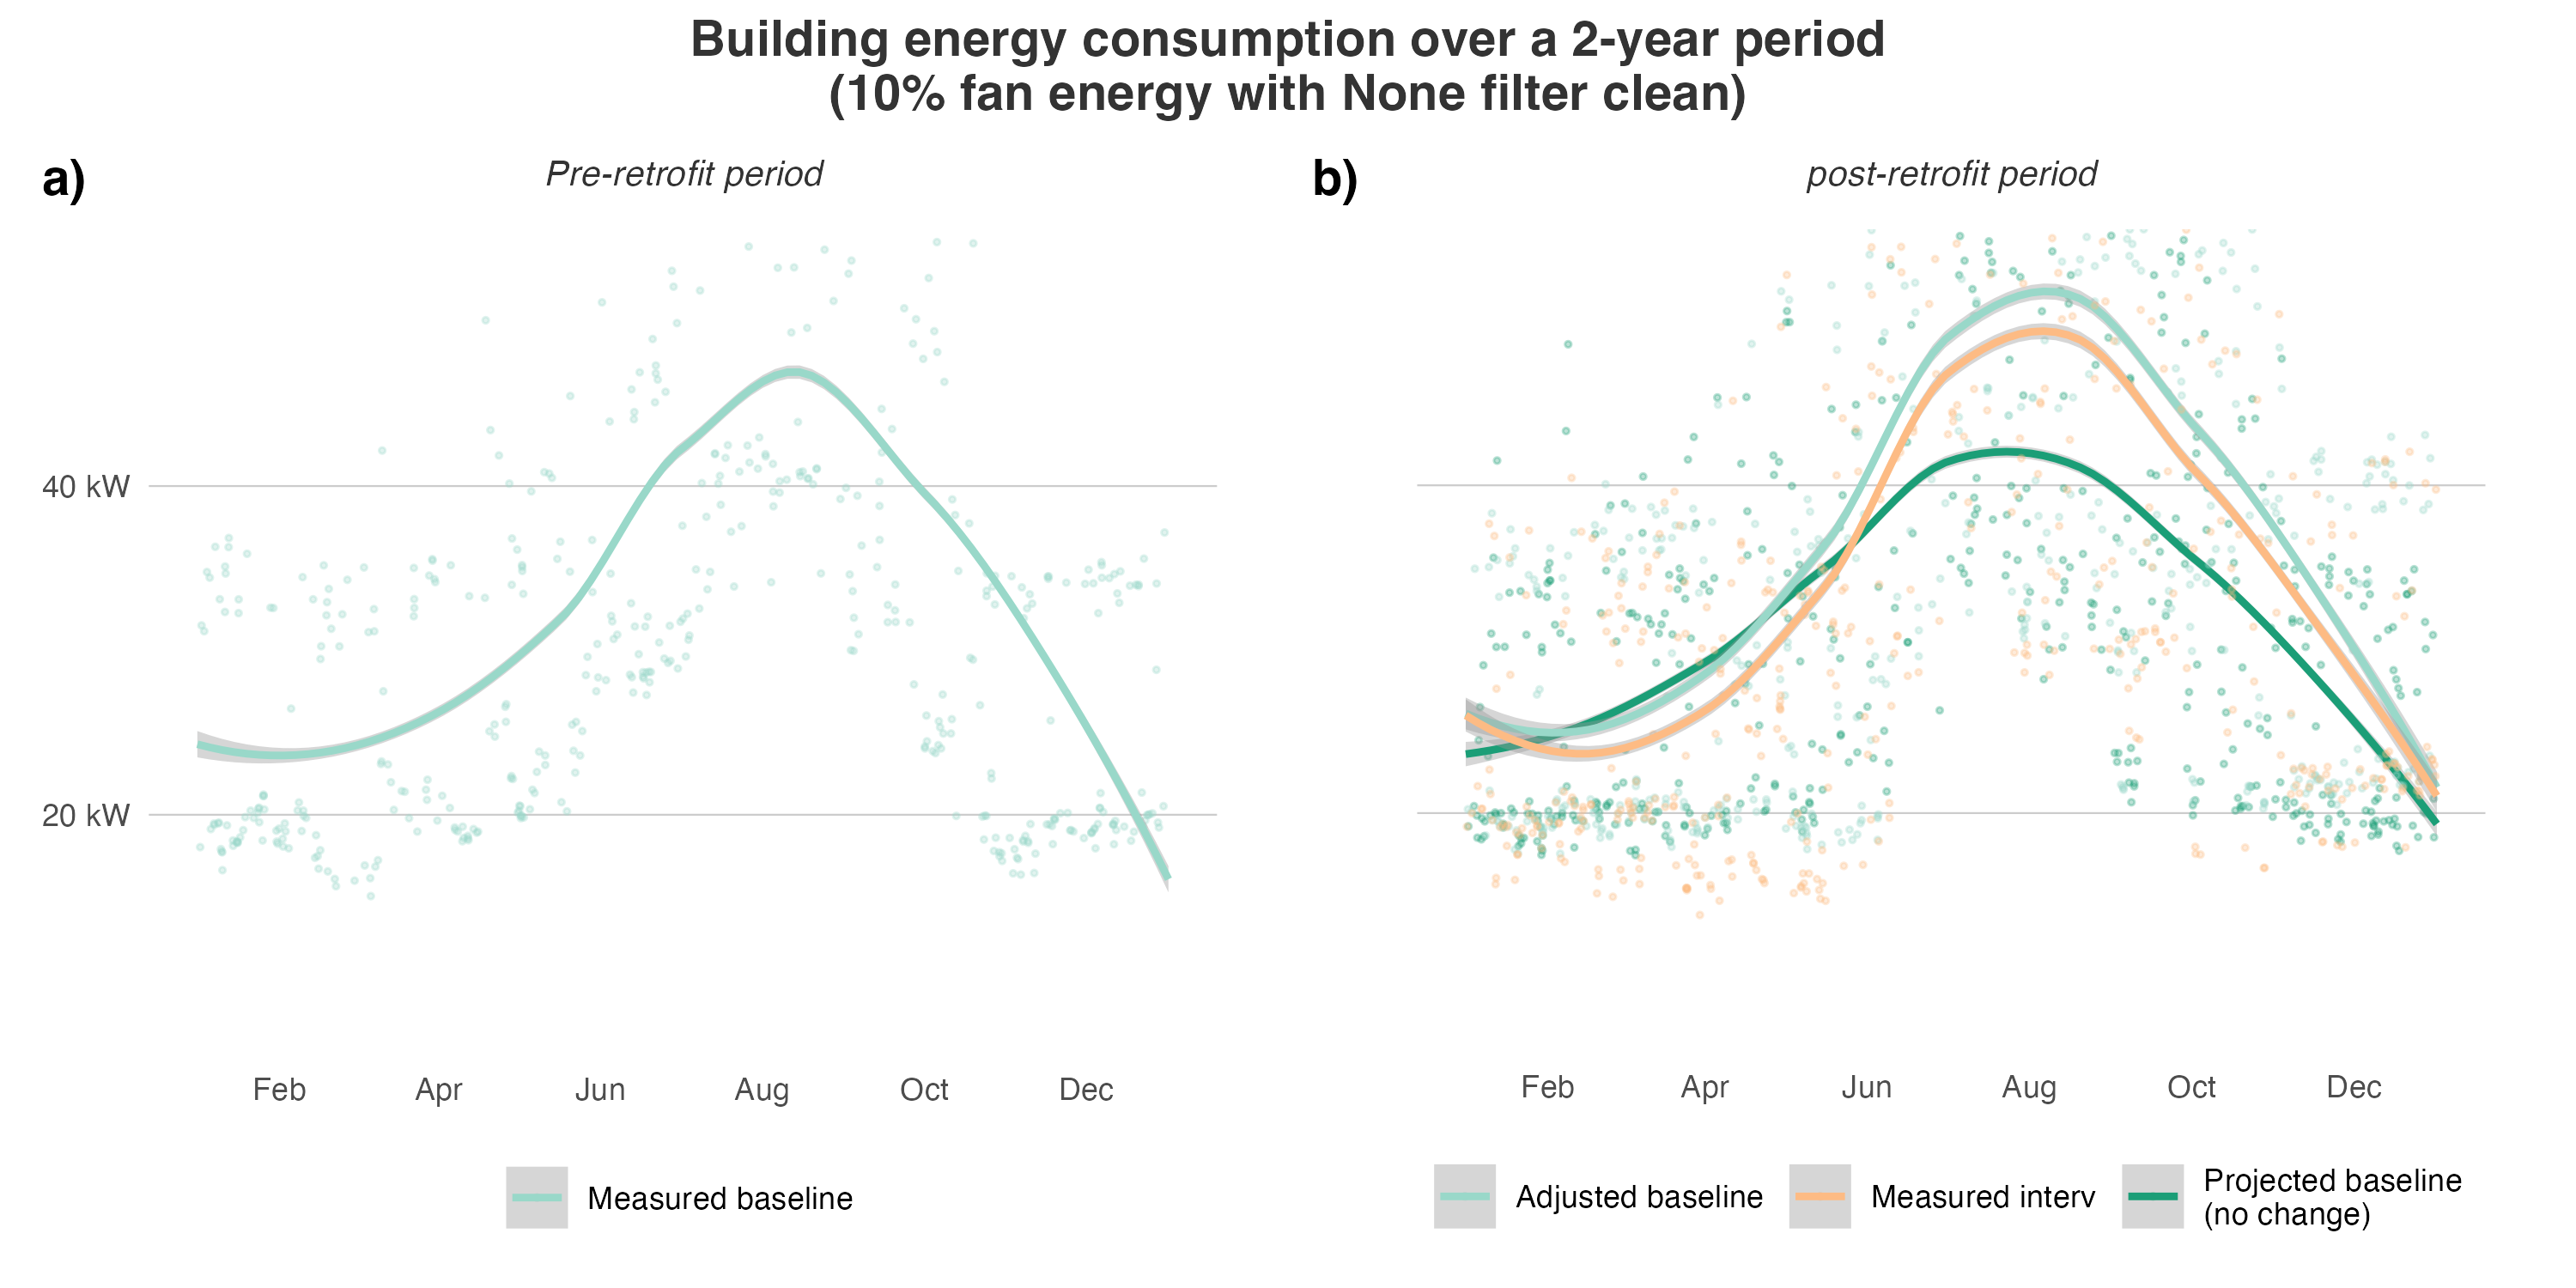 Building energy consumption over a 2-year period
(10% fan energy with None filter clean)
a)
Pre-retrofit period
40 kW
20 kW
Feb Apr Jun Aug Oct Dec
Measured baseline
b)
post-retrofit period
Feb Apr Jun Aug Oct Dec
Adjusted baseline
Measured interv
Projected baseline
(no change)